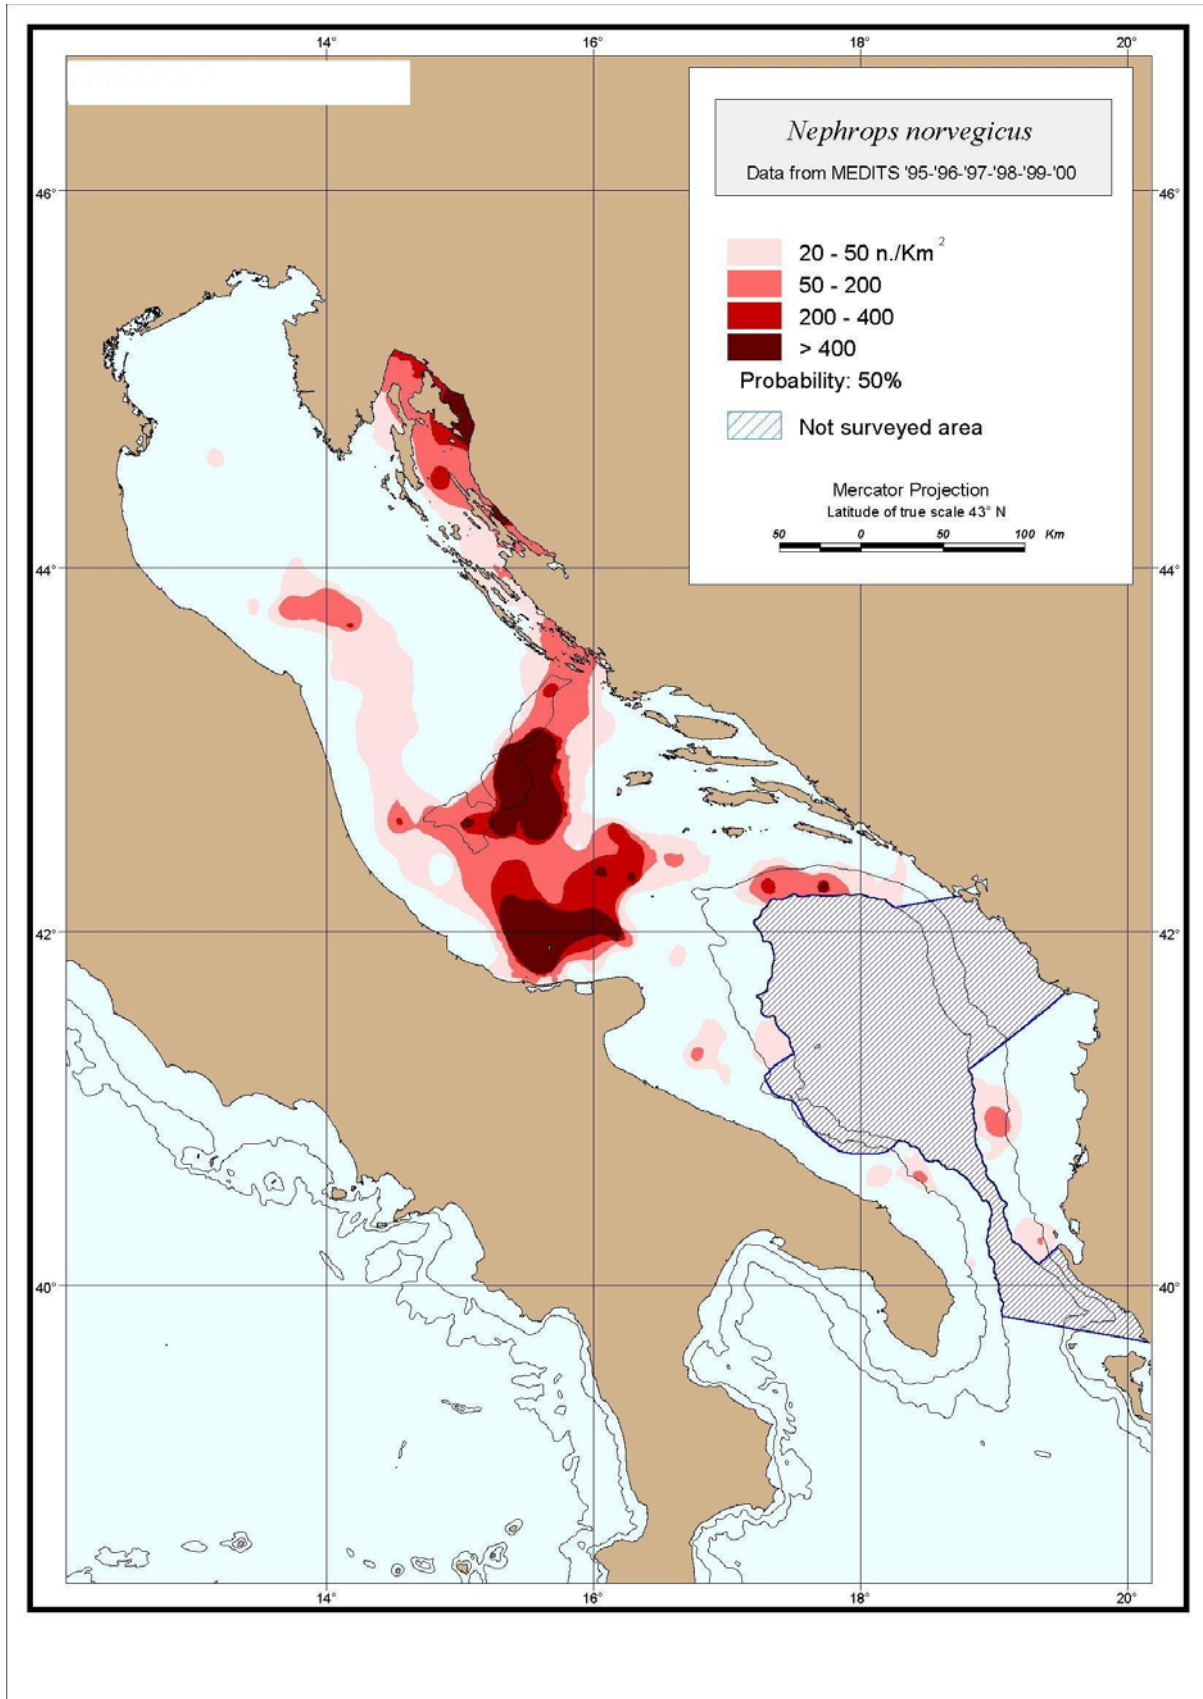 14° 16° 18° 20°
Nephrops norvegicus
Data from MEDITS '95-'96-'97-'98-'99-'00
46° 46°
20 - 50 n./Km²
50 - 200
200 - 400
> 400
Probability: 50%
Not surveyed area
Mercator Projection
Latitude of true scale 43° N
50 0 50 100 Km
44° 44°
42° 42°
40° 40°
14° 16° 18° 20°